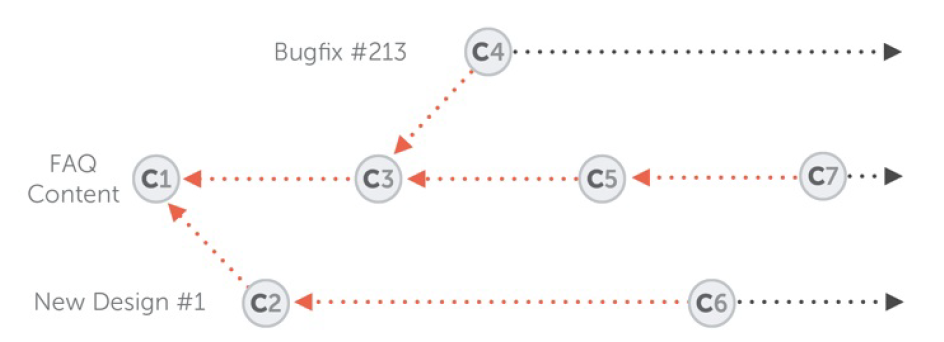 Bugfix #213
C4
FAQ
Content
C1
C3
C5
C7
New Design #1
C2
C6